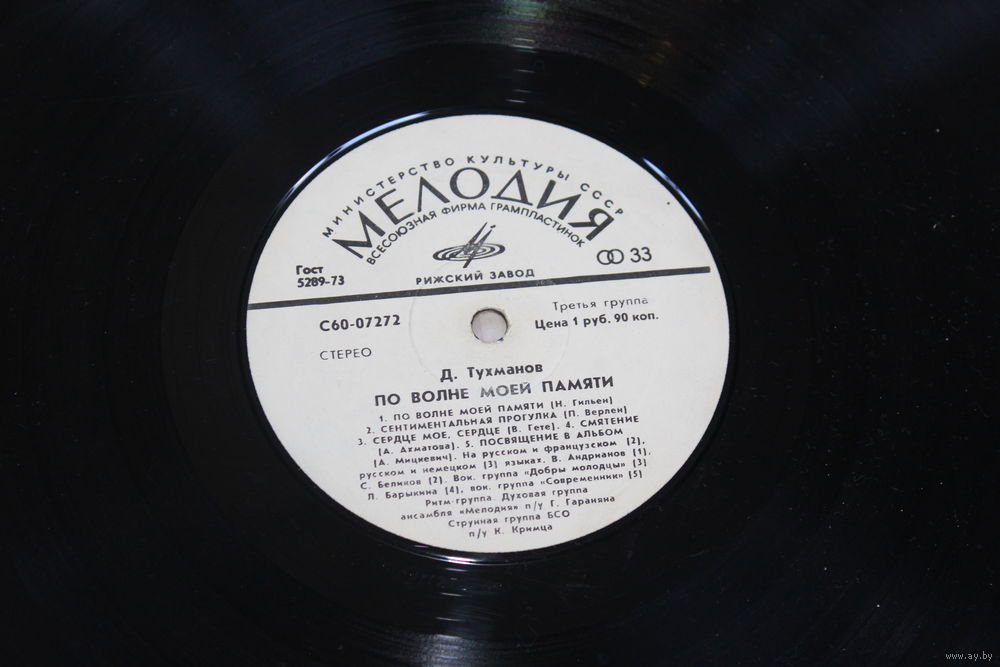 МИНИСТЕРСТВО КУЛЬТУРЫ СССР
МЕЛОДИЯ
ВСЕСОЮЗНАЯ ФИРМА ГРАМПЛАСТИНОК
33
Гост
5289-73
РИЖСКИЙ ЗАВОД
С60-07272
Третья группа
Цена 1 руб. 90 коп.
СТЕРЕО
Д. Тухманов
ПО ВОЛНЕ МОЕЙ ПАМЯТИ
1. ПО ВОЛНЕ МОЕЙ ПАМЯТИ [Н. Гильен]
2. СЕНТИМЕНТАЛЬНАЯ ПРОГУЛКА [П. Верлен]
3. СЕРДЦЕ МОЕ, СЕРДЦЕ [В. Гете]. 4. СМЯТЕНИЕ
[А. Ахматова]. 5. ПОСВЯЩЕНИЕ В АЛЬБОМ
[А. Мицкевич]. На русском и французском [2],
русском и немецком [3] языках. В. Андрианов [1],
С. Беликов [2]. Вок. группа «Добры молодцы» [3]
Л. Барыкина [4], вок. группа "Современник" [5]
Ритм-группа. Духовая группа
ансамбля «Мелодия» п/у Г. Гараняна
Струнная группа БСО
п/у К. Кримца
www.ay.by